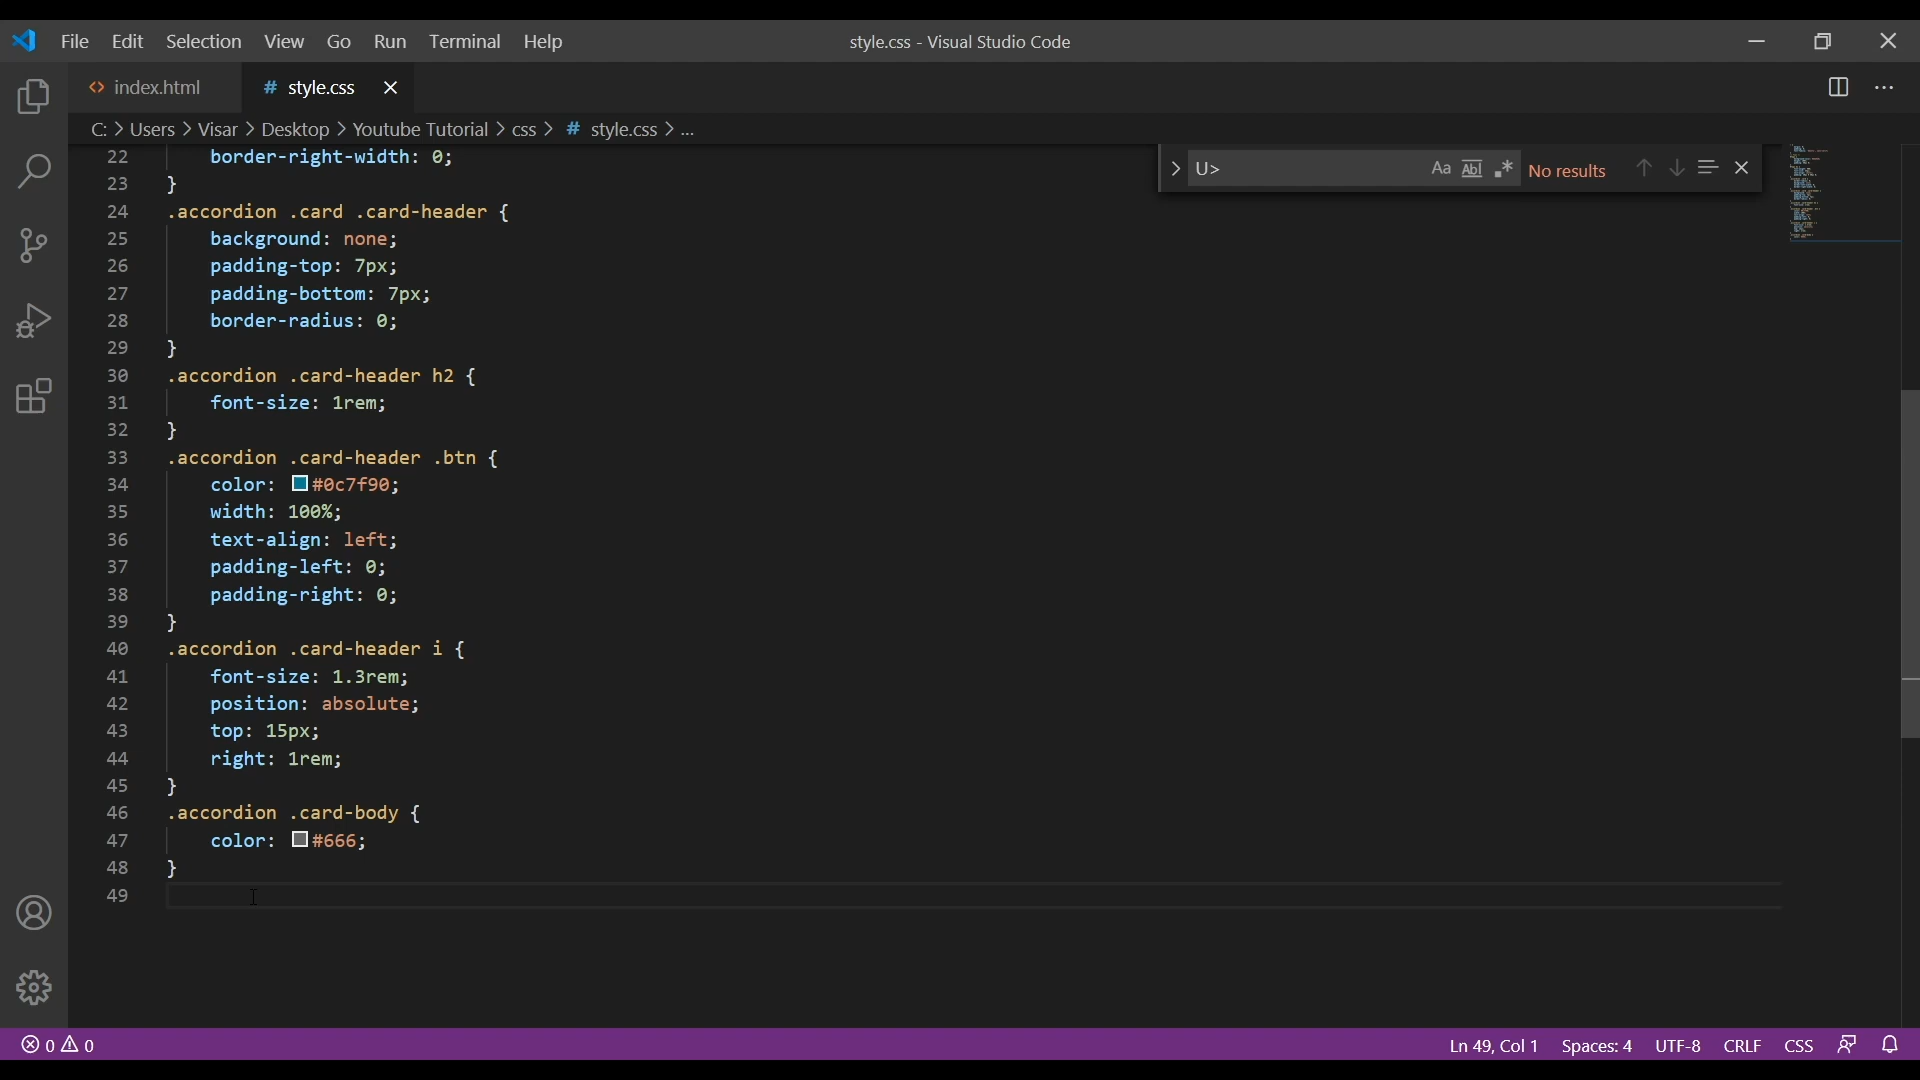 File Edit Selection View Go Run Terminal Help style.css - Visual Studio Code
index.html # style.css
C: > Users > Visar > Desktop > Youtube Tutorial > css > # style.css > ...
U> Aa Abl .* No results
22 border-right-width: 0;
23 }
24 .accordion .card .card-header {
25 background: none;
26 padding-top: 7px;
27 padding-bottom: 7px;
28 border-radius: 0;
29 }
30 .accordion .card-header h2 {
31 font-size: 1rem;
32 }
33 .accordion .card-header .btn {
34 color: #0c7f90;
35 width: 100%;
36 text-align: left;
37 padding-left: 0;
38 padding-right: 0;
39 }
40 .accordion .card-header i {
41 font-size: 1.3rem;
42 position: absolute;
43 top: 15px;
44 right: 1rem;
45 }
46 .accordion .card-body {
47 color: #666;
48 }
49
0 0 Ln 49, Col 1 Spaces: 4 UTF-8 CRLF CSS